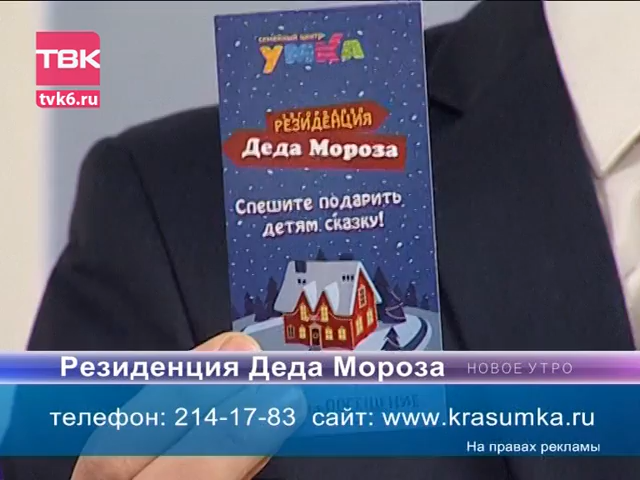 ТВК
tvk6.ru
СЕМЕЙНЫЙ ЦЕНТР
УМКА
РЕЗИДЕНЦИЯ
Деда Мороза
Спешите подарить
детям сказку!
Резиденция Деда Мороза
НОВОЕ УТРО
ПОСЕЩЕНИЕ
телефон: 214-17-83 сайт: www.krasumka.ru
На правах рекламы